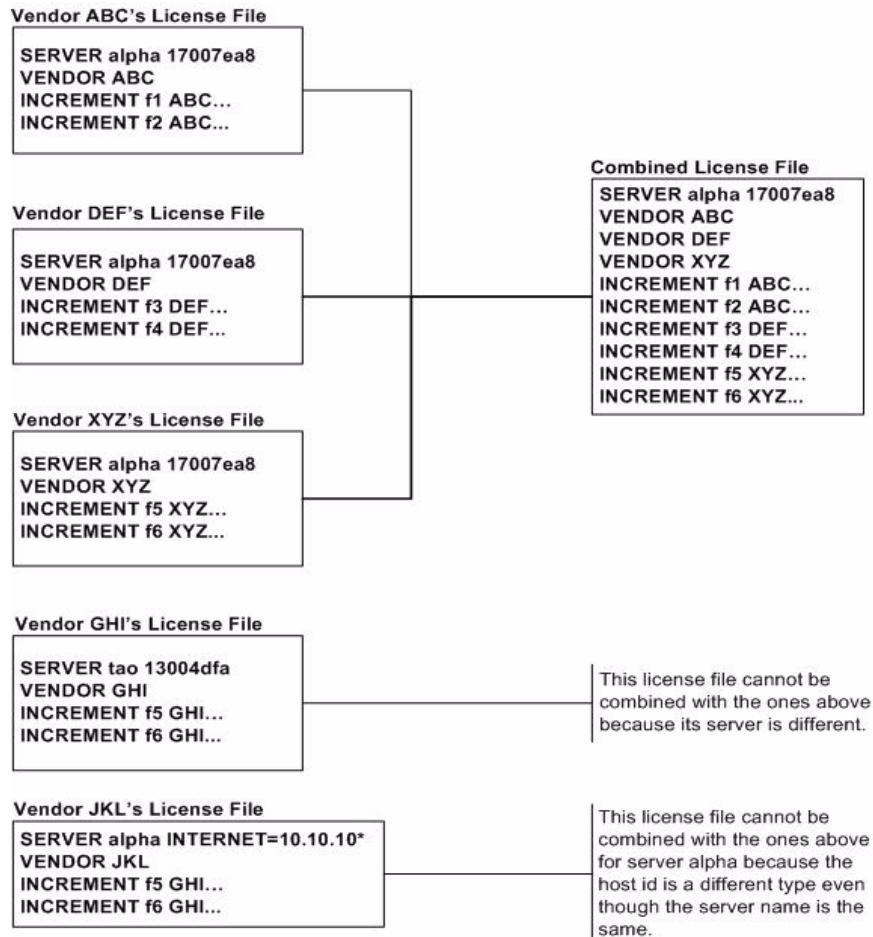 Vendor ABC's License File
SERVER alpha 17007ea8
VENDOR ABC
INCREMENT f1 ABC...
INCREMENT f2 ABC...
Vendor DEF's License File
SERVER alpha 17007ea8
VENDOR DEF
INCREMENT f3 DEF...
INCREMENT f4 DEF...
Vendor XYZ's License File
SERVER alpha 17007ea8
VENDOR XYZ
INCREMENT f5 XYZ...
INCREMENT f6 XYZ...
Combined License File
SERVER alpha 17007ea8
VENDOR ABC
VENDOR DEF
VENDOR XYZ
INCREMENT f1 ABC...
INCREMENT f2 ABC...
INCREMENT f3 DEF...
INCREMENT f4 DEF...
INCREMENT f5 XYZ...
INCREMENT f6 XYZ...
Vendor GHI's License File
SERVER tao 13004dfa
VENDOR GHI
INCREMENT f5 GHI...
INCREMENT f6 GHI...
This license file cannot be
combined with the ones above
because its server is different.
Vendor JKL's License File
SERVER alpha INTERNET=10.10.10*
VENDOR JKL
INCREMENT f5 GHI...
INCREMENT f6 GHI...
This license file cannot be
combined with the ones above
for server alpha because the
host id is a different type even
though the server name is the
same.